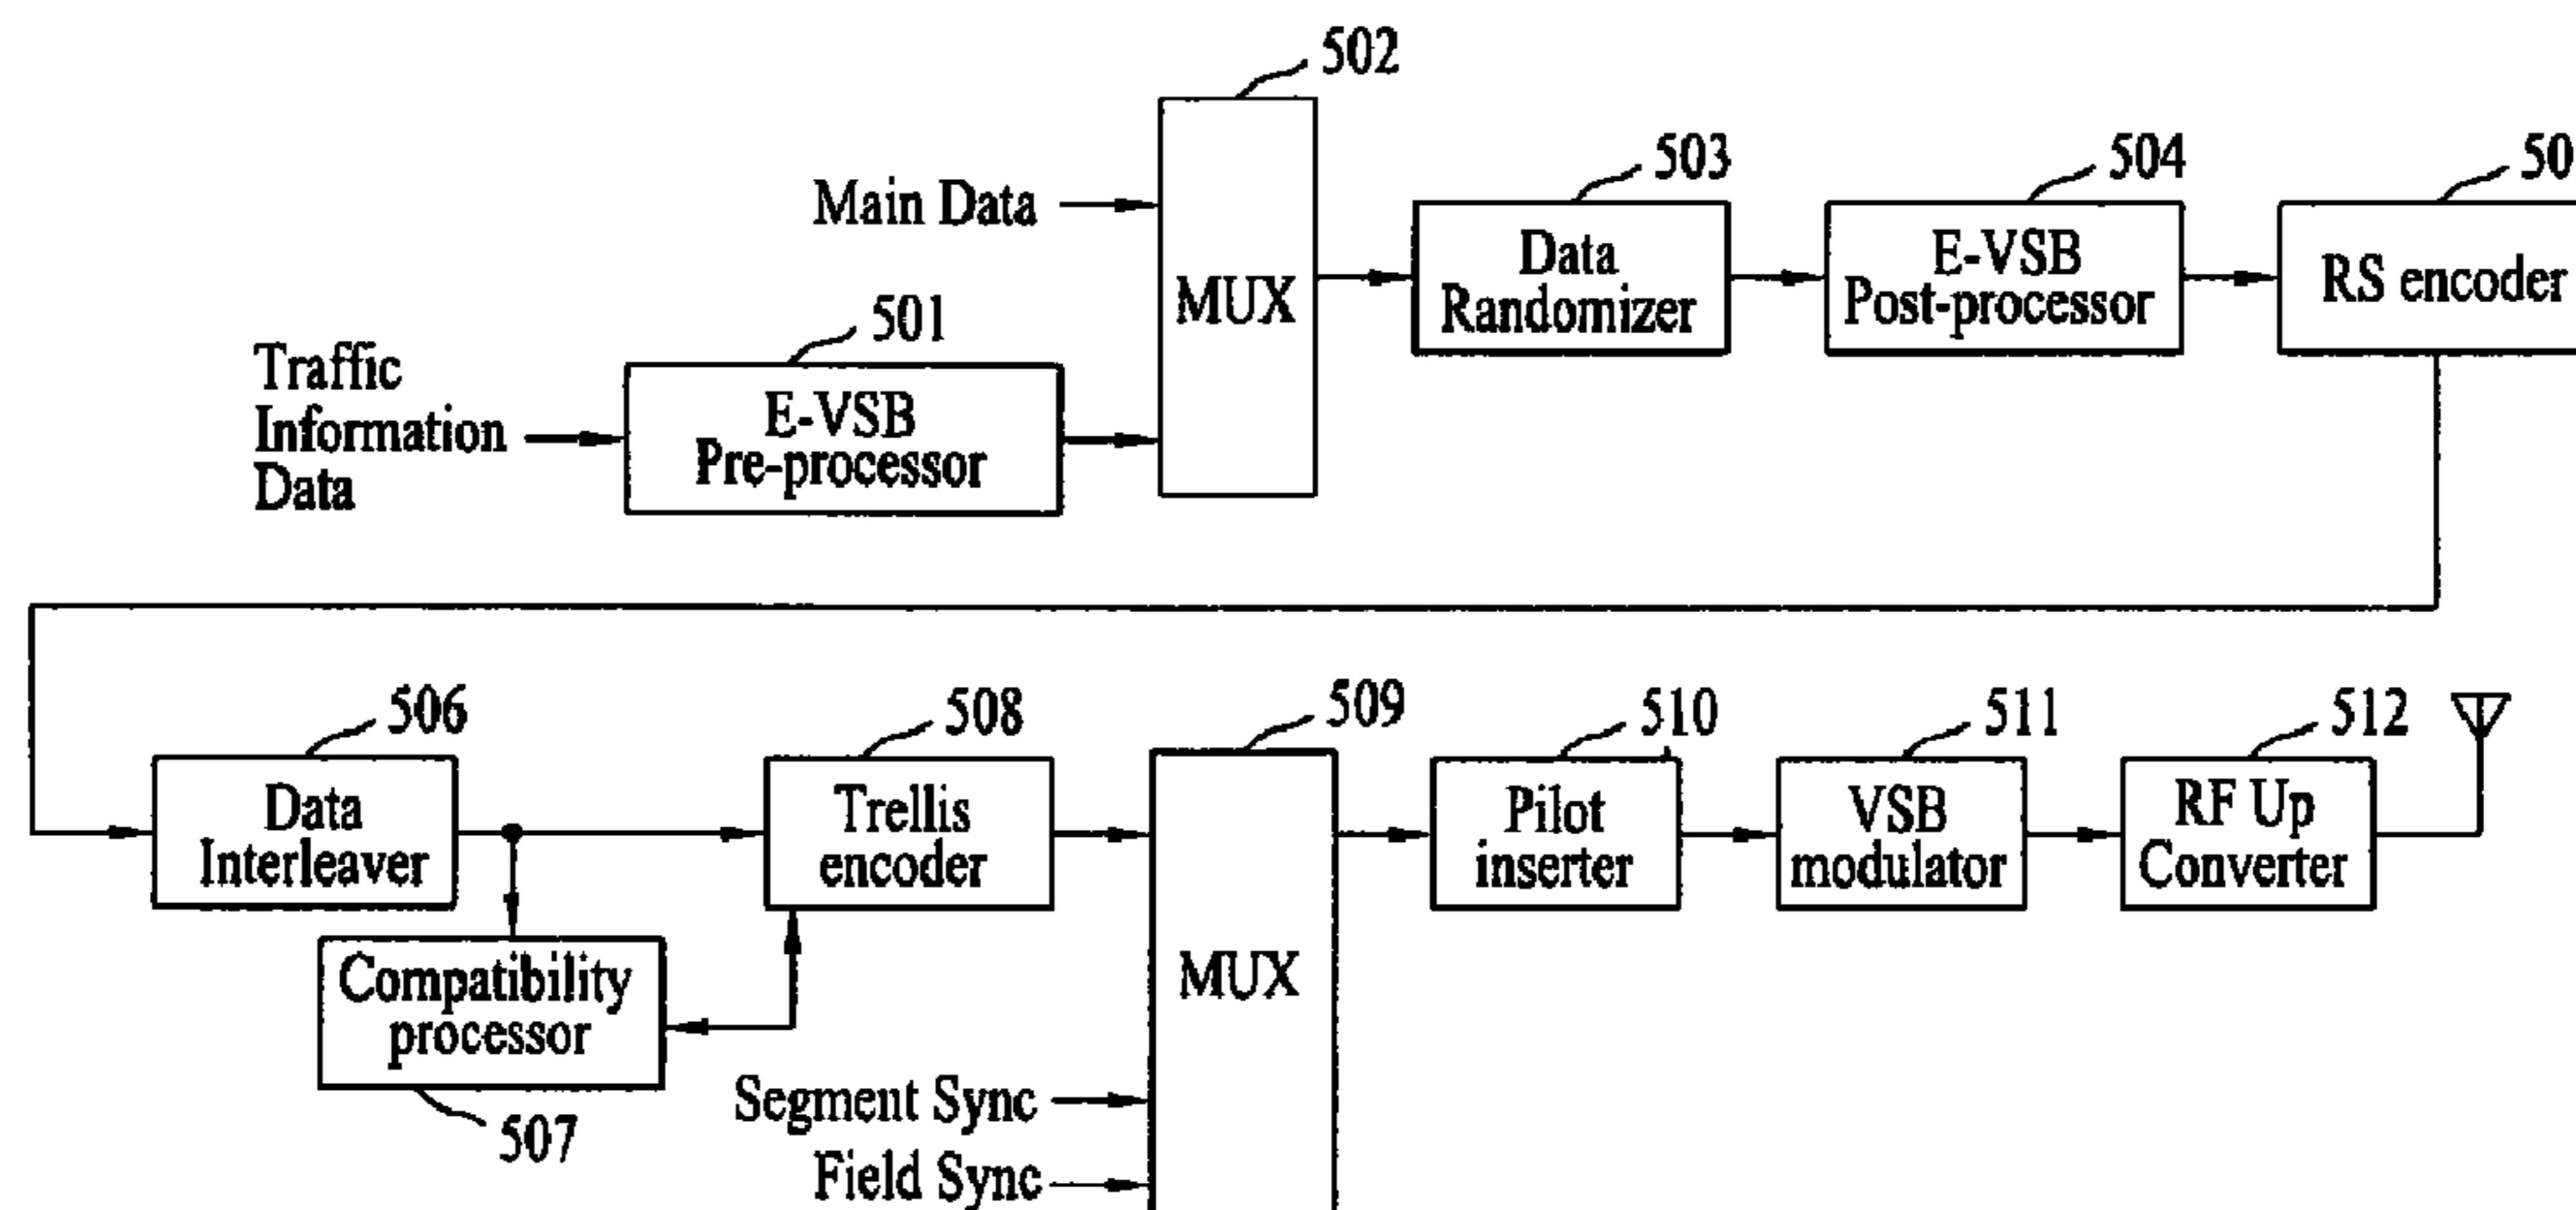 502
Main Data
MUX
503
Data
Randomizer
504
E-VSB
Post-processor
50
RS encoder
501
Traffic
Information
Data
E-VSB
Pre-processor
506
Data
Interleaver
508
Trellis
encoder
509
MUX
510
Pilot
inserter
511
VSB
modulator
512
RF Up
Converter
Compatibility
processor
507
Segment Sync
Field Sync